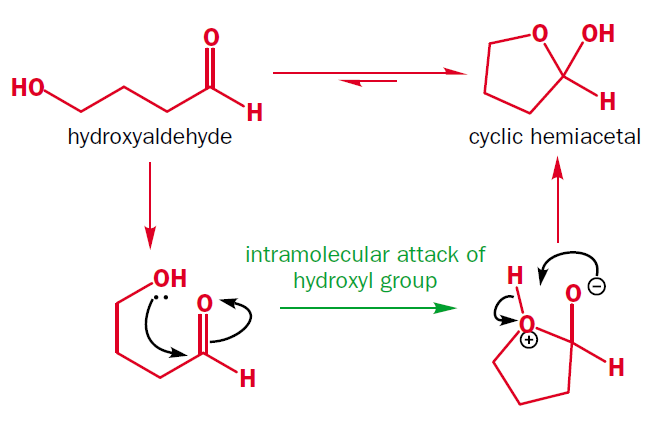 O
HO
H
hydroxyaldehyde
O
OH
H
cyclic hemiacetal
OH
O
H
intramolecular attack of
hydroxyl group
H
O
⊕
O
⊖
H